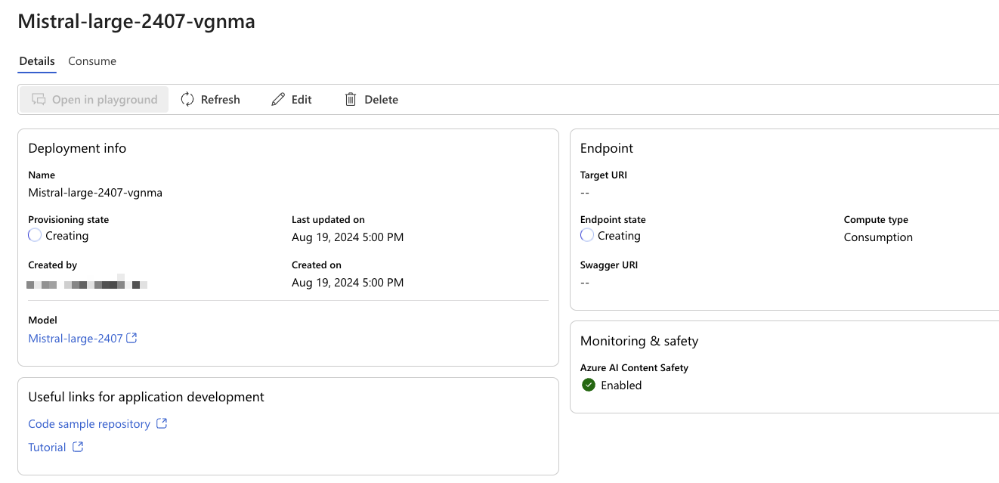 Mistral-large-2407-vgnma
Details Consume
Open in playground Refresh Edit Delete
Deployment info
Name
Mistral-large-2407-vgnma
Provisioning state Last updated on
Creating Aug 19, 2024 5:00 PM
Created by Created on
Aug 19, 2024 5:00 PM
Model
Mistral-large-2407
Useful links for application development
Code sample repository
Tutorial
Endpoint
Target URI
--
Endpoint state Compute type
Creating Consumption
Swagger URI
--
Monitoring & safety
Azure AI Content Safety
Enabled